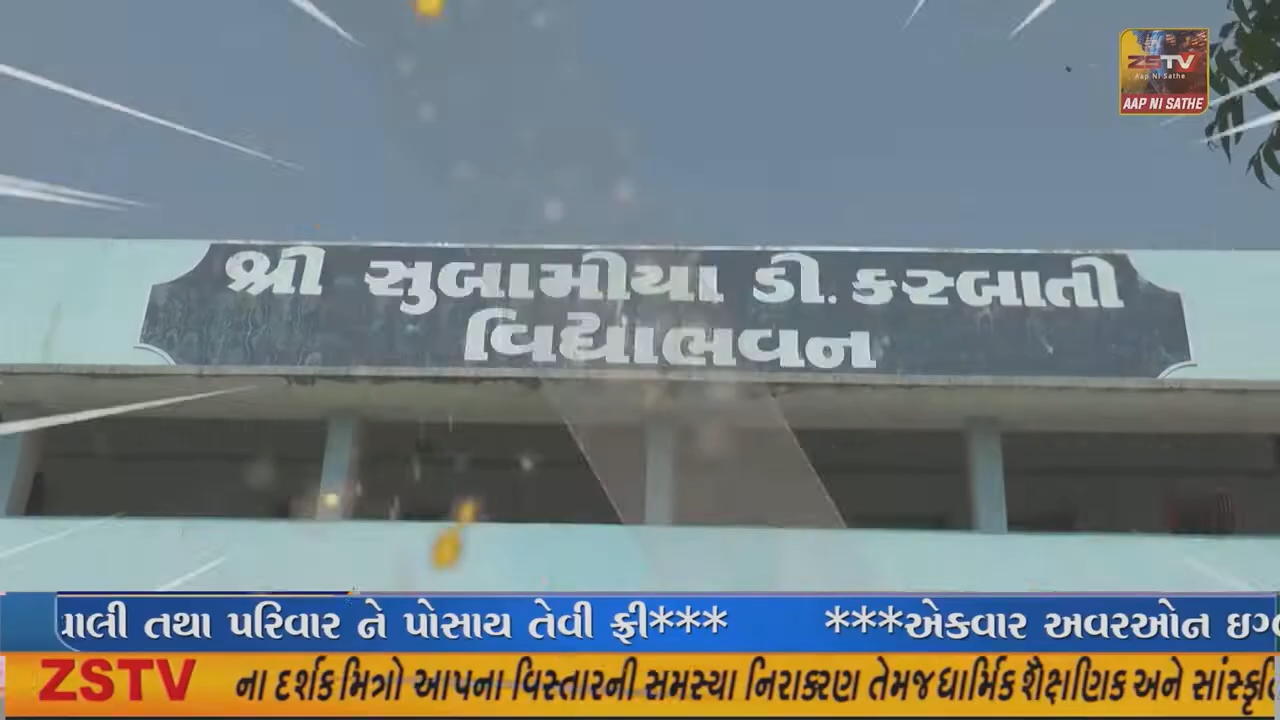 ZSTV
Aap Ni Sathe
AAP NI SATHE
શ્રી સુબામીયા ડી. કરબાતી
વિદ્યાભવન
તથા પરિવાર ને પોસાય તેવી ફ્રી*** ***એકવાર અવરઓન
ZSTV ના દર્શક મિત્રો આપના વિસ્તારની સમસ્યા નિરાકરણ તેમજ ધાર્મિક શૈક્ષણિક અને